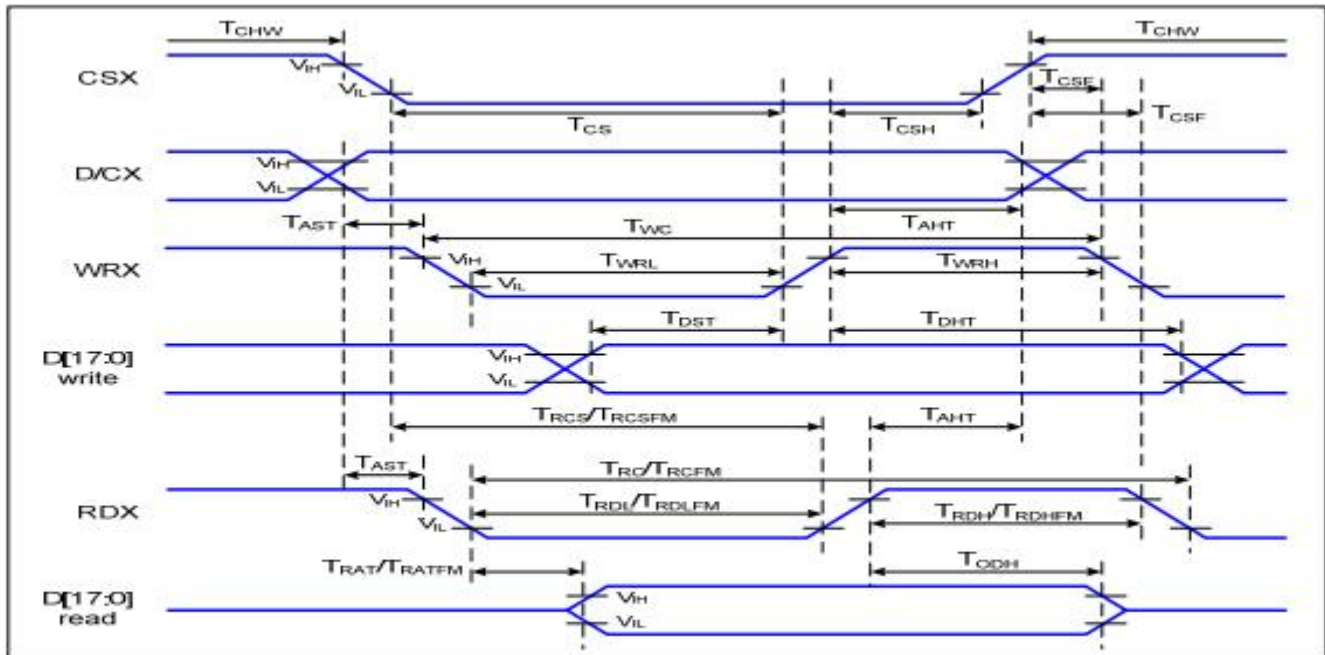 TCHW TCHW
CSX VIH
TCSF
VIL
TCS TCSH TCSF
D/CX VIH
VIL
TAST TWC TAHT
WRX VIH TWRL TWRH
VIL
TDST TDHT
D[17:0] VIH
write VIL
TRCS/TRCSFM TAHT
TAST TRC/TRCFM
RDX VIH TRDL/TRDLFM TRDH/TRDHFM
VIL
TRAT/TRATFM TODH
D[17:0] VIH
read VIL